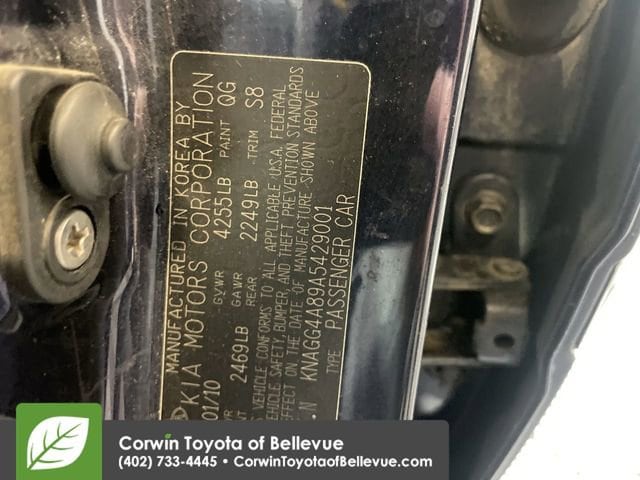 MANUFACTURED IN KOREA BY
KIA MOTORS CORPORATION
01/10 GVWR 4255LB PAINT QG
GAWR
2469LB REAR 2249LB TRIM S8
VEHICLE CONFORMS TO ALL APPLICABLE U.S.A. FEDERAL
VEHICLE SAFETY, BUMPER, AND THEFT PREVENTION STANDARDS
EFFECT ON THE DATE OF MANUFACTURE SHOWN ABOVE
KNAGG4A89A5429001
TYPE PASSENGER CAR
Corwin Toyota of Bellevue
(402) 733-4445 • CorwinToyotaofBellevue.com